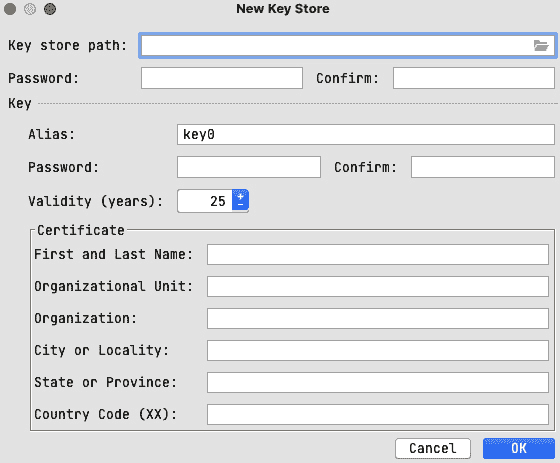 New Key Store
Key store path:
Password: Confirm:
Key
Alias: key0
Password: Confirm:
Validity (years): 25 + −
Certificate
First and Last Name:
Organizational Unit:
Organization:
City or Locality:
State or Province:
Country Code (XX):
Cancel OK